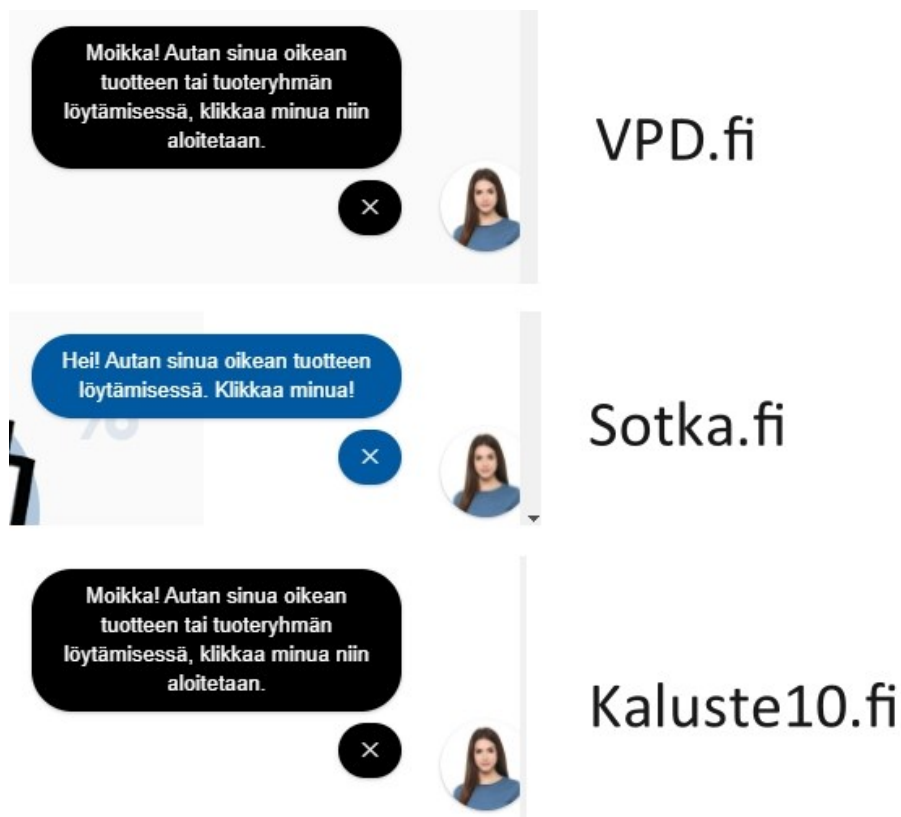 Moikka! Autan sinua oikean
tuotteen tai tuoteryhmän
löytämisessä, klikkaa minua niin
aloitetaan.
VPD.fi
Hei! Autan sinua oikean tuotteen
löytämisessä. Klikkaa minua!
%
Sotka.fi
Moikka! Autan sinua oikean
tuotteen tai tuoteryhmän
löytämisessä, klikkaa minua niin
aloitetaan.
Kaluste10.fi